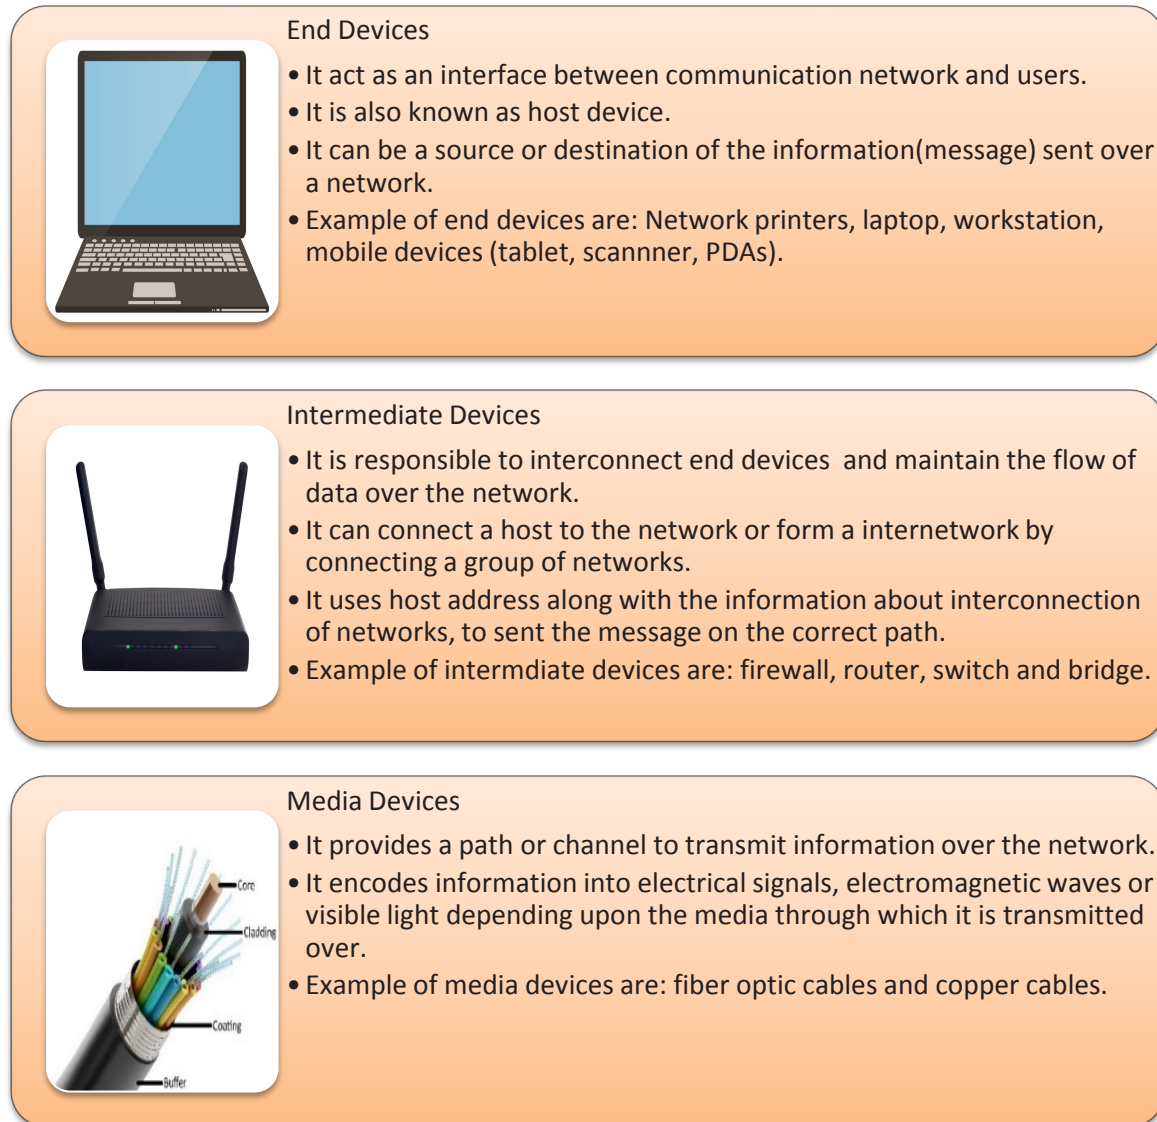 End Devices
• It act as an interface between communication network and users.
• It is also known as host device.
• It can be a source or destination of the information(message) sent over
a network.
• Example of end devices are: Network printers, laptop, workstation,
mobile devices (tablet, scannner, PDAs).
Intermediate Devices
• It is responsible to interconnect end devices and maintain the flow of
data over the network.
• It can connect a host to the network or form a internetwork by
connecting a group of networks.
• It uses host address along with the information about interconnection
of networks, to sent the message on the correct path.
• Example of intermdiate devices are: firewall, router, switch and bridge.
Media Devices
• It provides a path or channel to transmit information over the network.
• It encodes information into electrical signals, electromagnetic waves or
visible light depending upon the media through which it is transmitted
over.
• Example of media devices are: fiber optic cables and copper cables.
Core
Cladding
Coating
Buffer